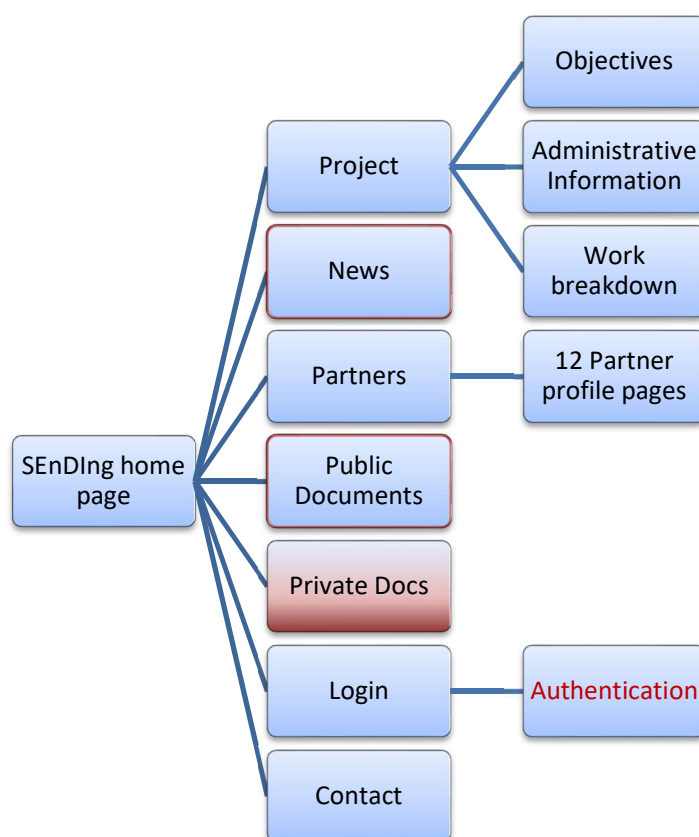 SEnDIng home
page
Project
Objectives
Administrative
Information
Work
breakdown
News
Partners
12 Partner
profile pages
Public
Documents
Private Docs
Login
Authentication
Contact